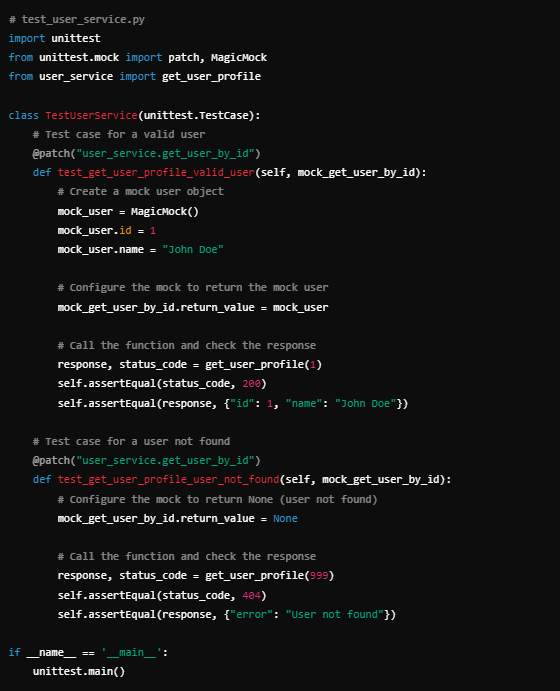 # test_user_service.py
import unittest
from unittest.mock import patch, MagicMock
from user_service import get_user_profile

class TestUserService(unittest.TestCase):
    # Test case for a valid user
    @patch("user_service.get_user_by_id")
    def test_get_user_profile_valid_user(self, mock_get_user_by_id):
        # Create a mock user object
        mock_user = MagicMock()
        mock_user.id = 1
        mock_user.name = "John Doe"

        # Configure the mock to return the mock user
        mock_get_user_by_id.return_value = mock_user

        # Call the function and check the response
        response, status_code = get_user_profile(1)
        self.assertEqual(status_code, 200)
        self.assertEqual(response, {"id": 1, "name": "John Doe"})

    # Test case for a user not found
    @patch("user_service.get_user_by_id")
    def test_get_user_profile_user_not_found(self, mock_get_user_by_id):
        # Configure the mock to return None (user not found)
        mock_get_user_by_id.return_value = None

        # Call the function and check the response
        response, status_code = get_user_profile(999)
        self.assertEqual(status_code, 404)
        self.assertEqual(response, {"error": "User not found"})

if __name__ == '__main__':
    unittest.main()